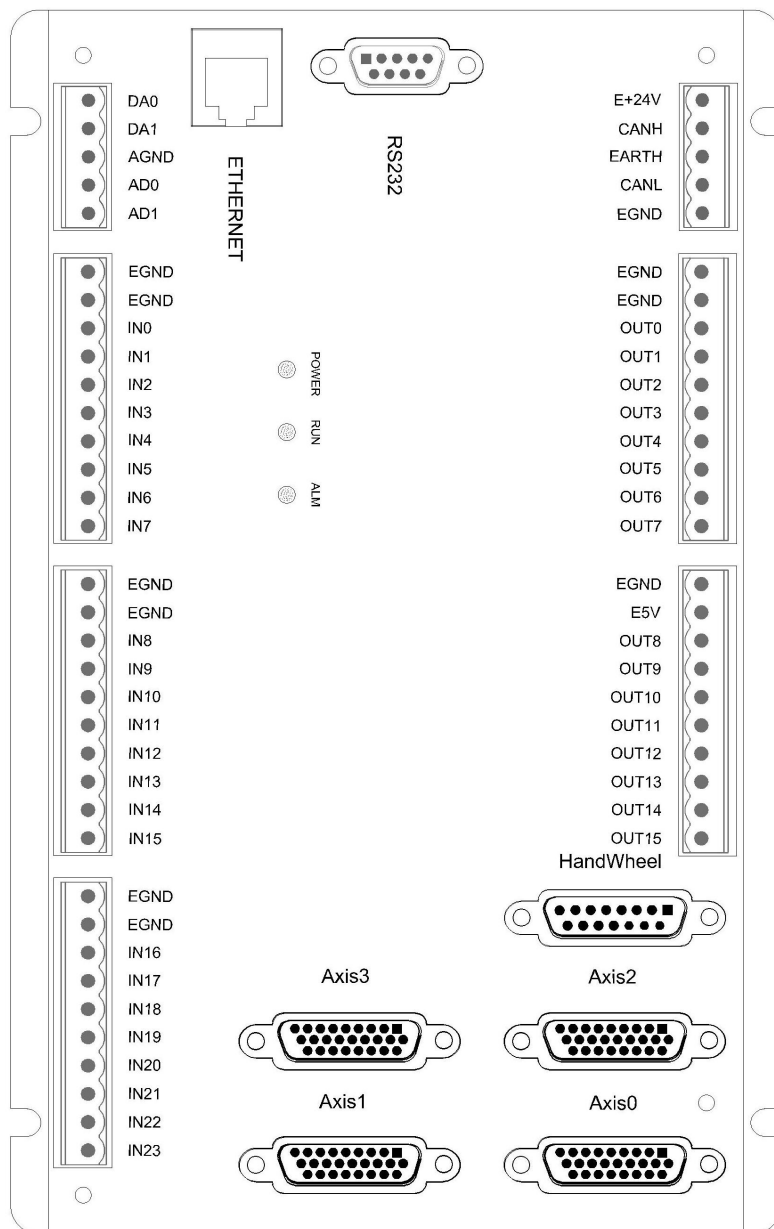 DA0
DA1
AGND
AD0
AD1
ETHERNET
RS232
E+24V
CANH
EARTH
CANL
EGND
EGND
EGND
IN0
IN1
IN2
IN3
IN4
IN5
IN6
IN7
POWER
RUN
ALM
EGND
EGND
OUT0
OUT1
OUT2
OUT3
OUT4
OUT5
OUT6
OUT7
EGND
EGND
IN8
IN9
IN10
IN11
IN12
IN13
IN14
IN15
EGND
E5V
OUT8
OUT9
OUT10
OUT11
OUT12
OUT13
OUT14
OUT15
HandWheel
EGND
EGND
IN16
IN17
IN18
IN19
IN20
IN21
IN22
IN23
Axis3
Axis2
Axis1
Axis0